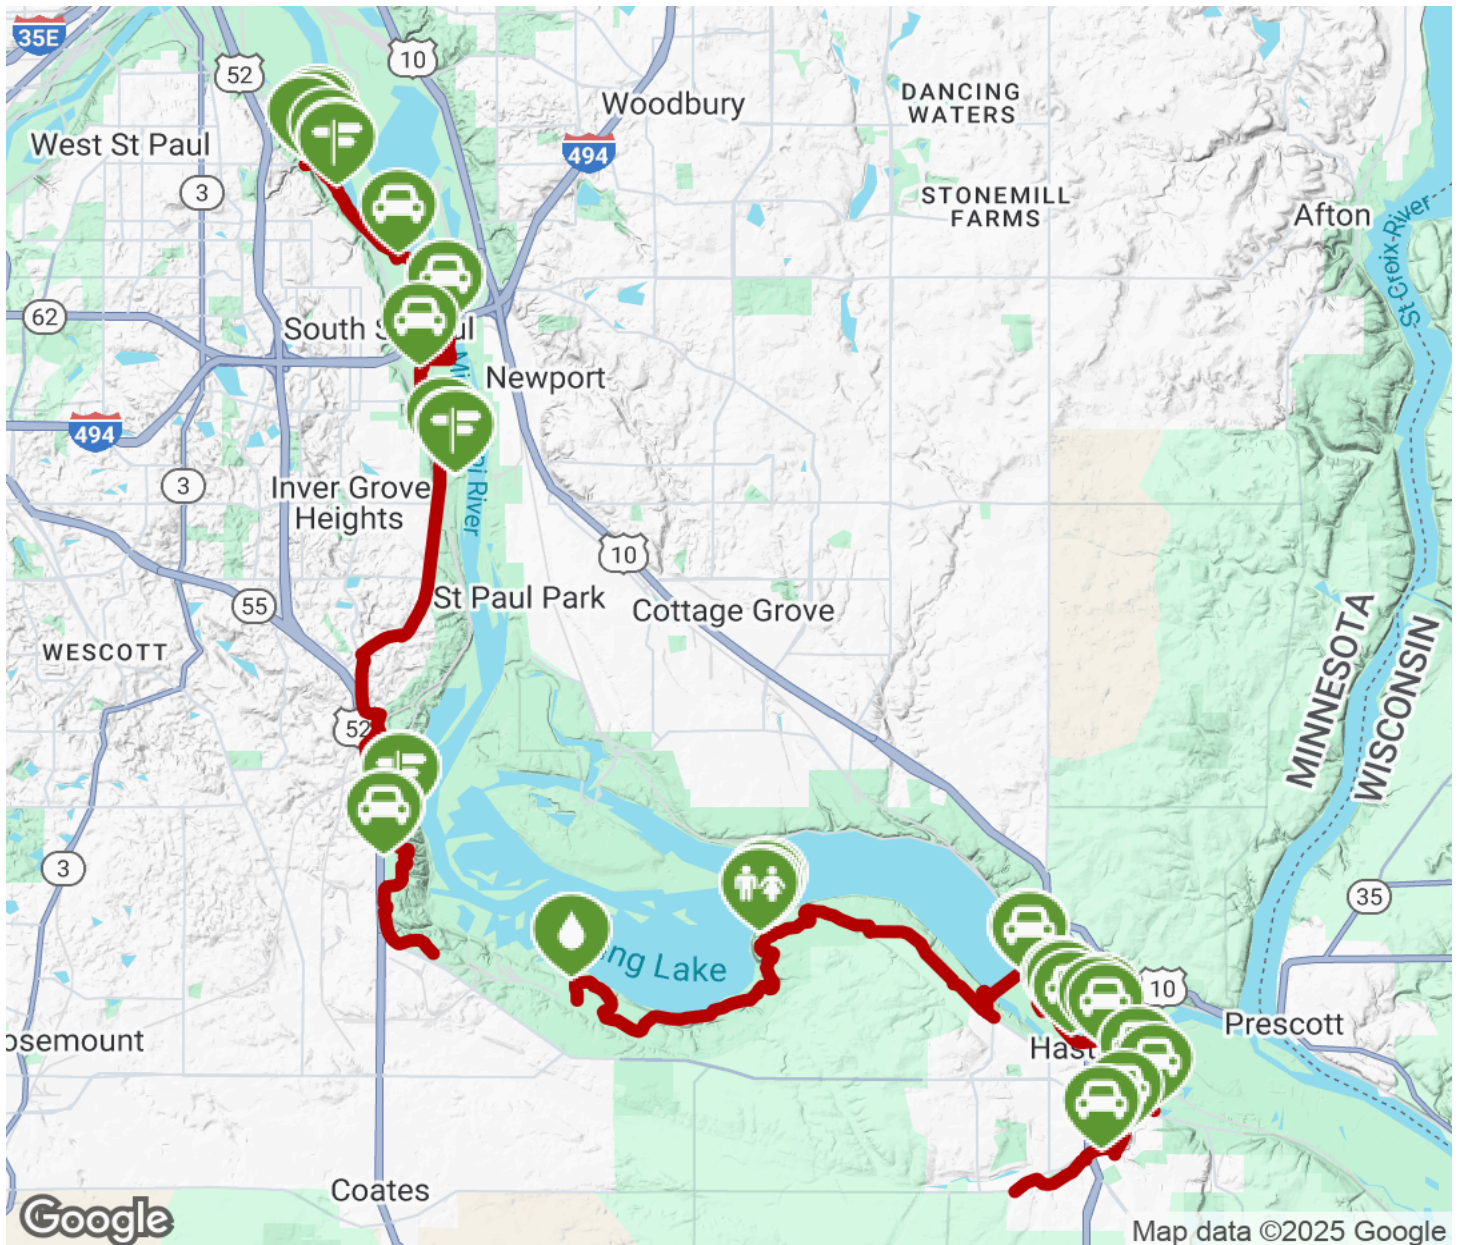 35E
52
10
Woodbury
DANCING
WATERS
West St Paul
494
3
STONEMILL
FARMS
Afton
St Croix River
62
South S
ul
Newport
494
3
Inver Grove
Heights
River
10
55
St Paul Park
Cottage Grove
WESCOTT
MINNESOTA
WISCONSIN
52
3
35
ng Lake
10
osemount
Hast
Prescott
Coates
Google
Map data ©2025 Google